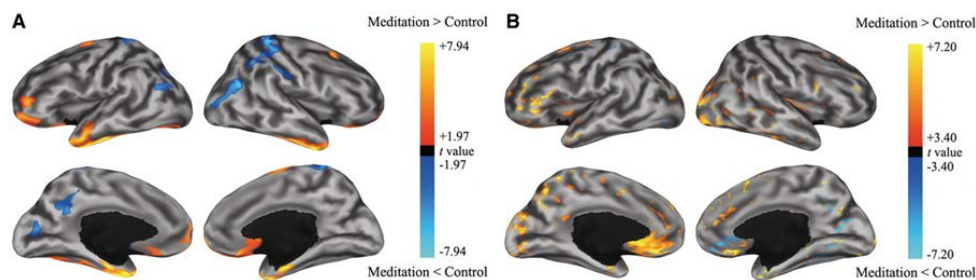 A
Meditation > Control
+7.94
+1.97
t value
-1.97
-7.94
Meditation < Control
B
Meditation > Control
+7.20
+3.40
t value
-3.40
-7.20
Meditation < Control